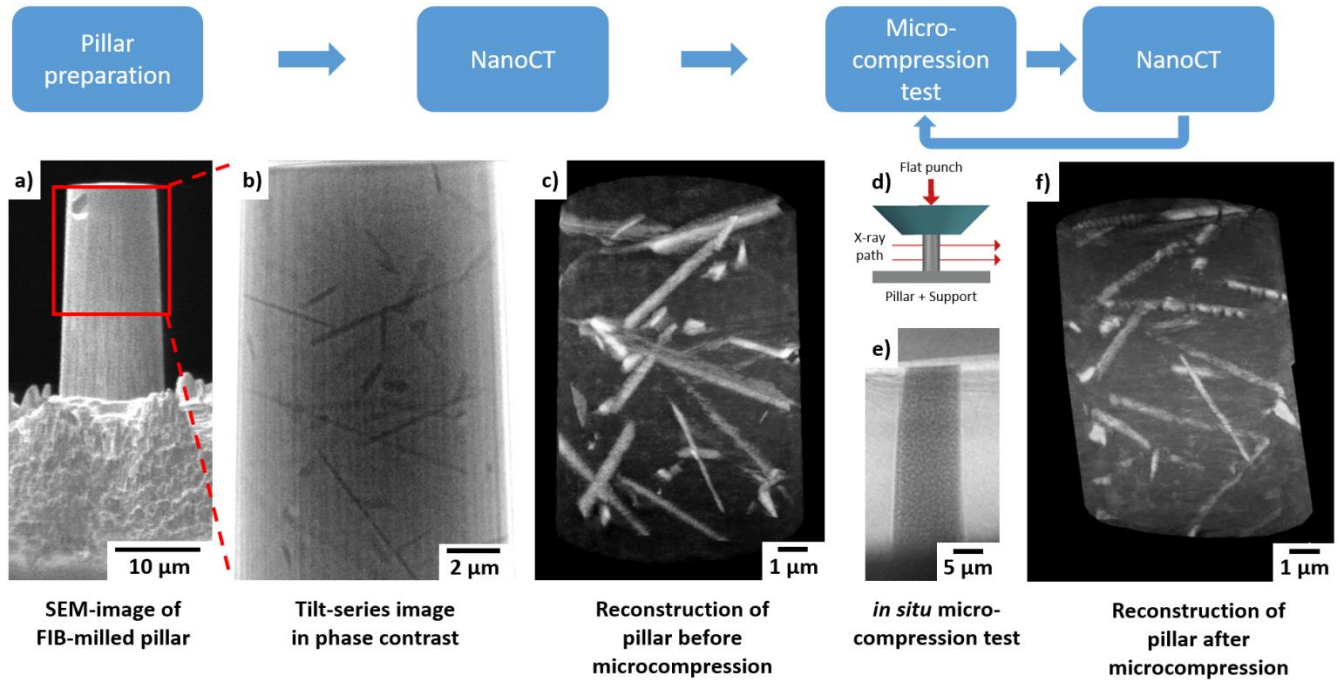 Pillar
preparation
NanoCT
Micro-
compression
test
NanoCT
a)
b)
c)
d)
Flat punch
X-ray
path
Pillar + Support
e)
f)
10 µm
2 µm
1 µm
5 µm
1 µm
SEM-image of
FIB-milled pillar
Tilt-series image
in phase contrast
Reconstruction of
pillar before
microcompression
in situ micro-
compression test
Reconstruction of
pillar after
microcompression